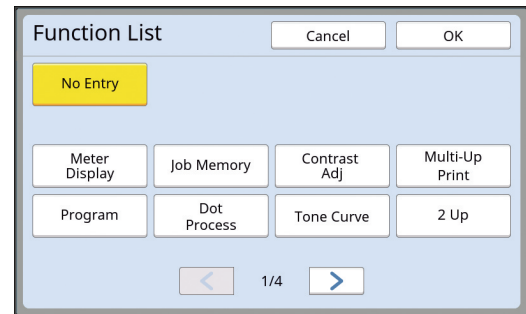 Function List
Cancel
OK
No Entry
Meter
Display
Job Memory
Contrast
Adj
Multi-Up
Print
Program
Dot
Process
Tone Curve
2 Up
1/4